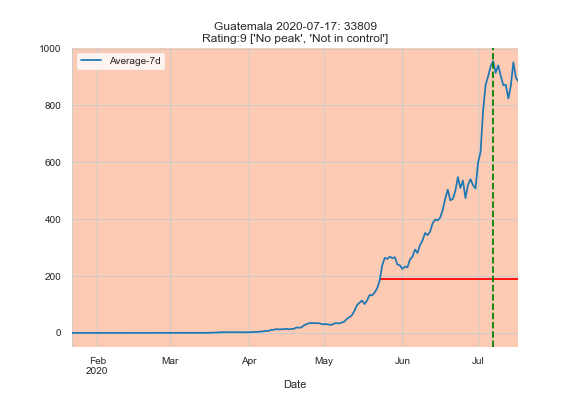 Guatemala 2020-07-17: 33809
Rating:9 ['No peak', 'Not in control']
Average-7d
1000
800
600
400
200
0
Feb Mar Apr May Jun Jul
2020
Date